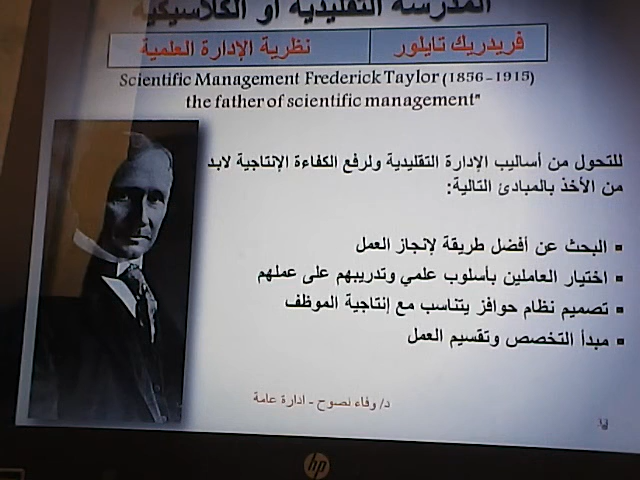 المدرسة التقليدية أو الكلاسيكية
فريدريك تايلور
نظرية الإدارة العلمية
Scientific Management Frederick Taylor (1856 – 1915)
the father of scientific management"
للتحول من أساليب الإدارة التقليدية ولرفع الكفاءة الإنتاجية لابد
من الأخذ بالمبادئ التالية:
▪ البحث عن أفضل طريقة لإنجاز العمل
▪ اختيار العاملين بأسلوب علمي وتدريبهم على عملهم
▪ تصميم نظام حوافز يتناسب مع إنتاجية الموظف
▪ مبدأ التخصص وتقسيم العمل
د/ وفاء نصوح - ادارة عامة
hp